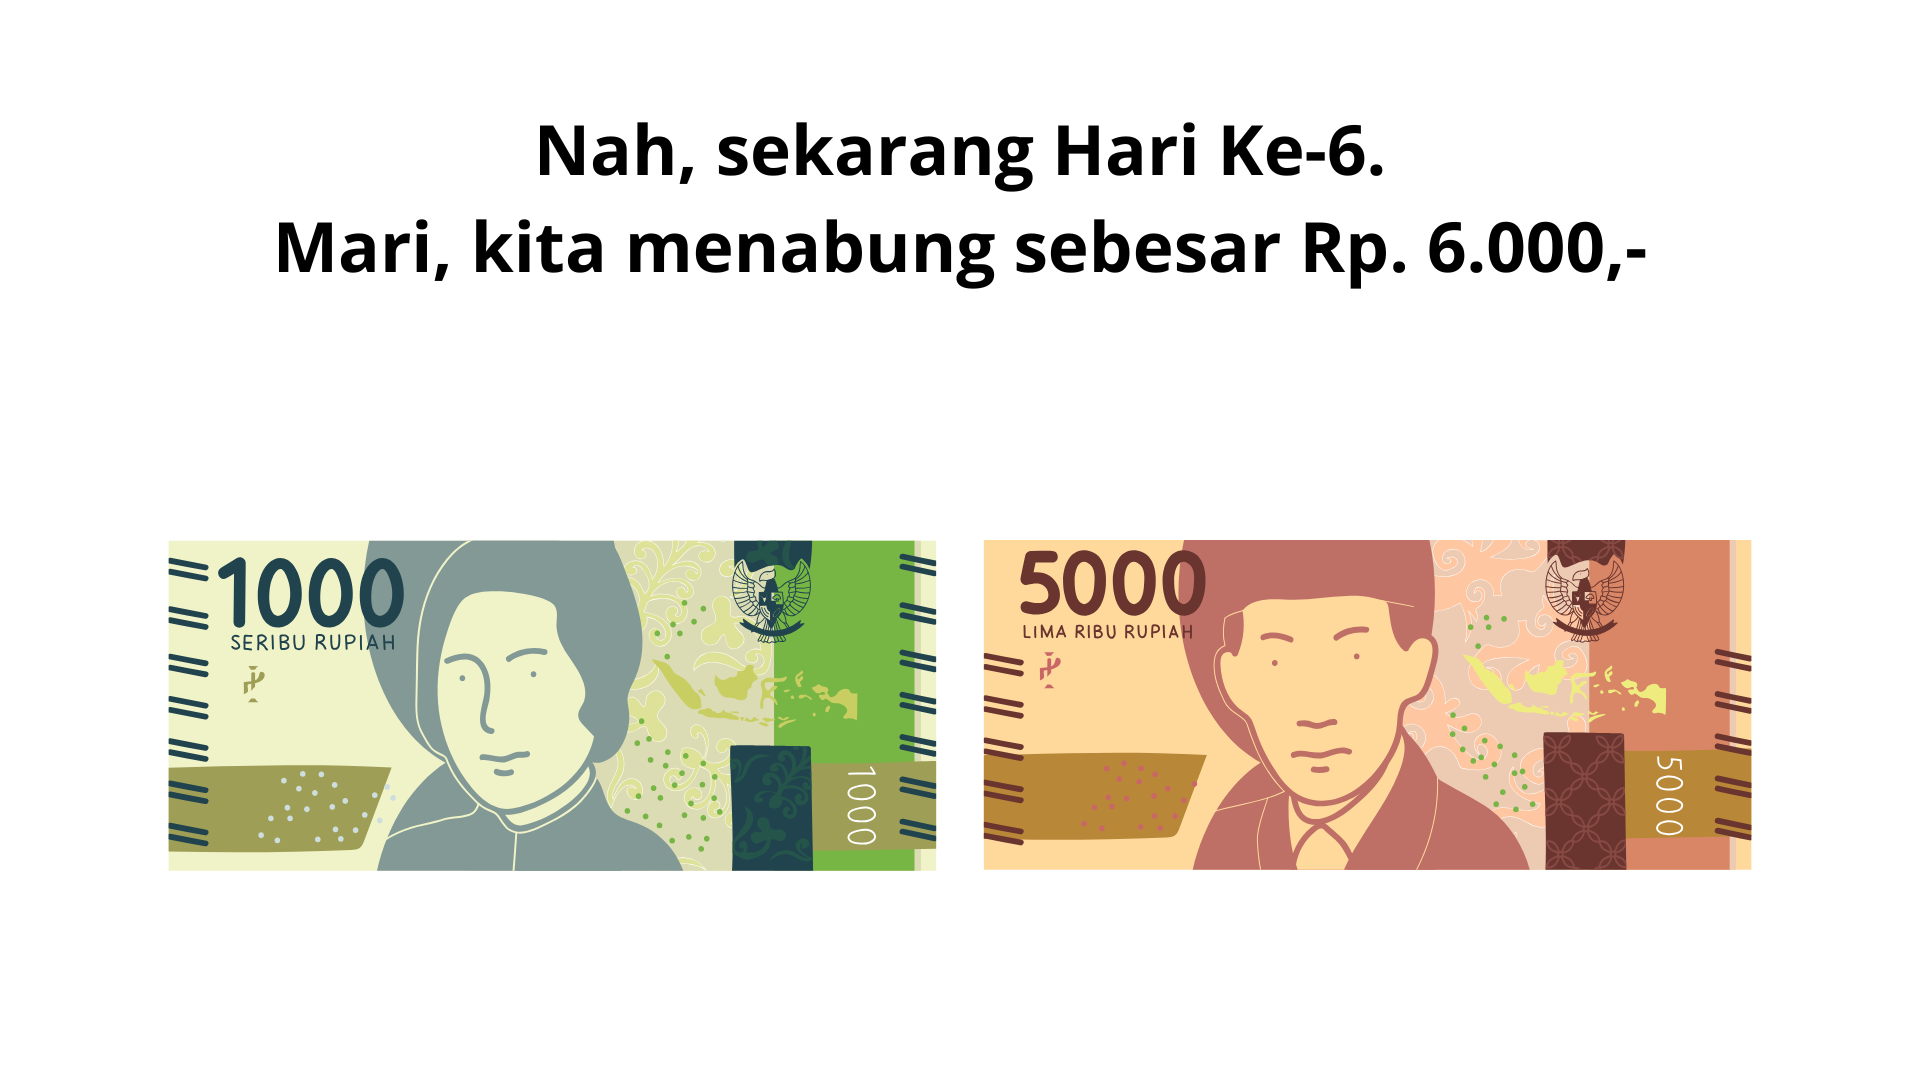 Nah, sekarang Hari Ke-6.
Mari, kita menabung sebesar Rp. 6.000,-
1000
SERIBU RUPIAH
1000
5000
LIMA RIBU RUPIAH
5000